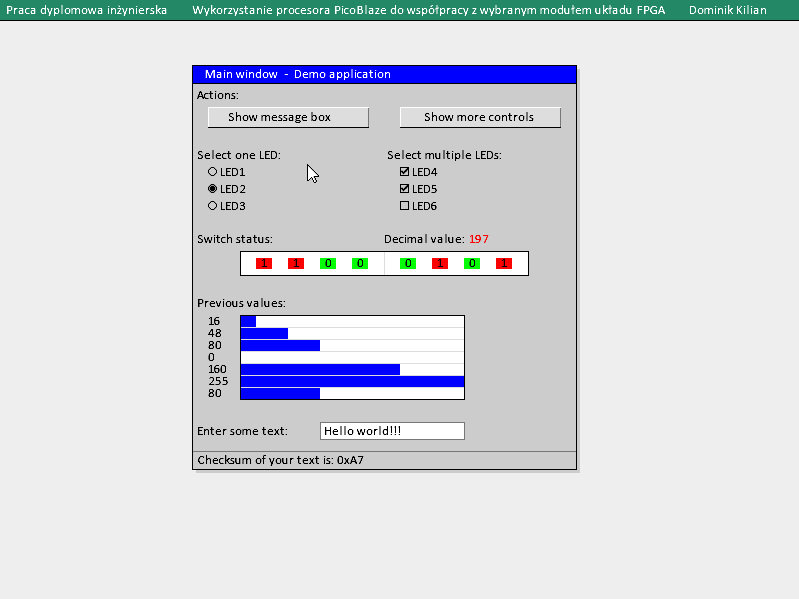 Praca dyplomowa inżynierska Wykorzystanie procesora PicoBlaze do współpracy z wybranym modułem układu FPGA Dominik Kilian
Main window - Demo application
Actions:
Show message box Show more controls
Select one LED: Select multiple LEDs:
LED1 LED4
LED2 LED5
LED3 LED6
Switch status: Decimal value: 197
1 1 0 0 0 1 0 1
Previous values:
16
48
80
0
160
255
80
Enter some text: Hello world!!!
Checksum of your text is: 0xA7